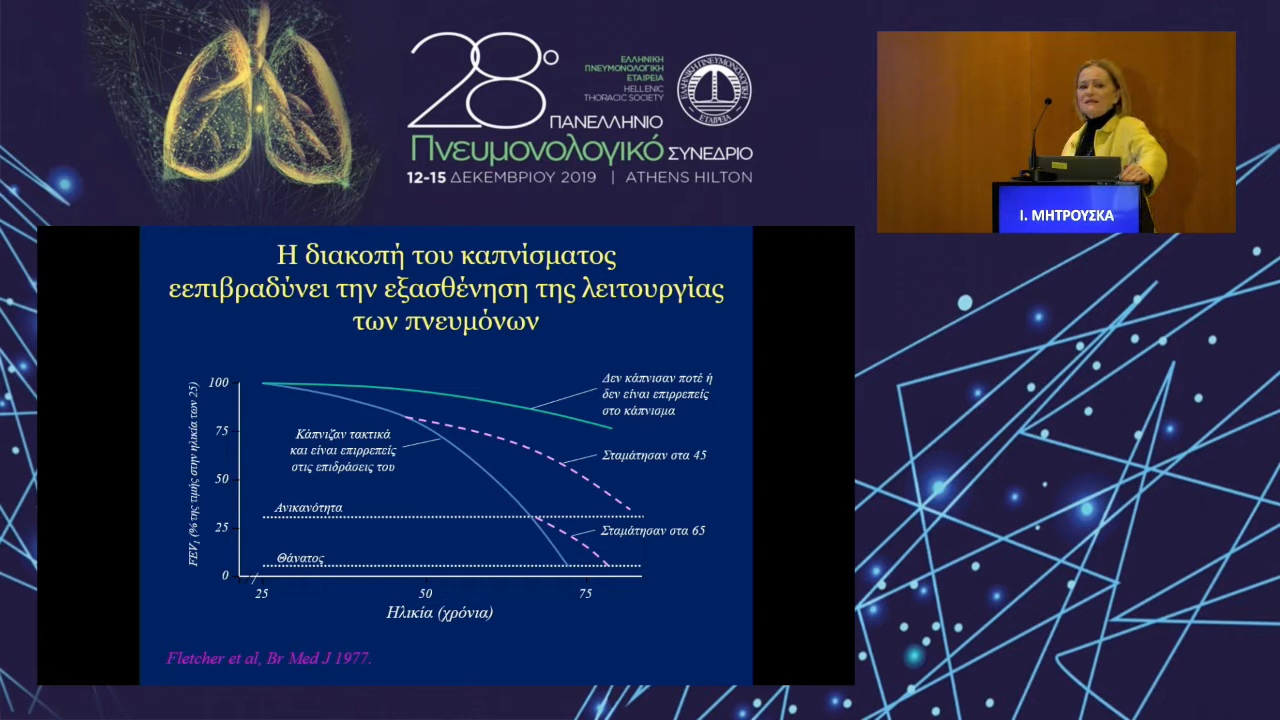 28ο
ΕΛΛΗΝΙΚΗ
ΠΝΕΥΜΟΝΟΛΟΓΙΚΗ
ΕΤΑΙΡΕΙΑ
HELLENIC
THORACIC SOCIETY
ΕΛΛΗΝΙΚΗ ΠΝΕΥΜΟΝΟΛΟΓΙΚΗ ΕΤΑΙΡΕΙΑ
ΠΑΝΕΛΛΗΝΙΟ
Πνευμονολογικό ΣΥΝΕΔΡΙΟ
12-15 ΔΕΚΕΜΒΡΙΟΥ 2019 | ATHENS HILTON
Ι. ΜΗΤΡΟΥΣΚΑ
Η διακοπή του καπνίσματος
εεπιβραδύνει την εξασθένηση της λειτουργίας
των πνευμόνων
FEV1 (% της τιμής στην ηλικία των 25)
100
75
50
25
0
Δεν κάπνισαν ποτέ ή
δεν είναι επιρρεπείς
στο κάπνισμα
Κάπνιζαν τακτικά
και είναι επιρρεπείς
στις επιδράσεις του
Σταμάτησαν στα 45
Ανικανότητα
Σταμάτησαν στα 65
Θάνατος
25 50 75
Ηλικία (χρόνια)
Fletcher et al, Br Med J 1977.